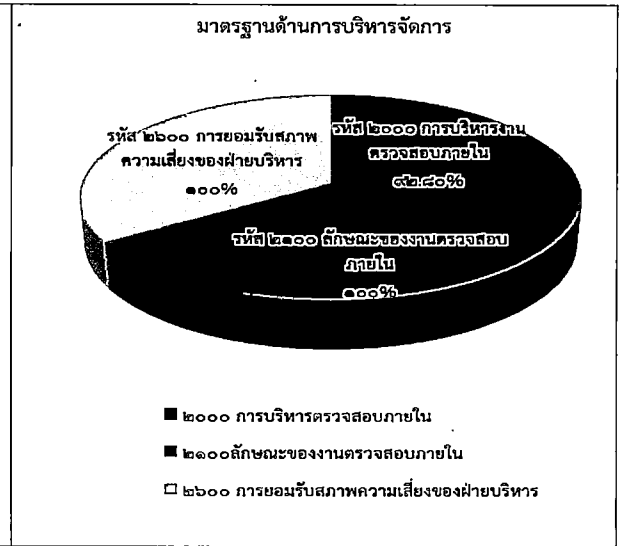 มาตรฐานด้านการบริหารจัดการ
รหัส ๒๖๐๐ การยอมรับสภาพ
ความเสี่ยงของฝ่ายบริหาร
๑๐๐%
รหัส ๒๐๐๐ การบริหารงาน
ตรวจสอบภายใน
๙๒.๘๐%
รหัส ๒๑๐๐ ลักษณะของงานตรวจสอบ
ภายใน
๑๐๐%
๒๐๐๐ การบริหารตรวจสอบภายใน
๒๑๐๐ลักษณะของงานตรวจสอบภายใน
๒๖๐๐ การยอมรับสภาพความเสี่ยงของฝ่ายบริหาร